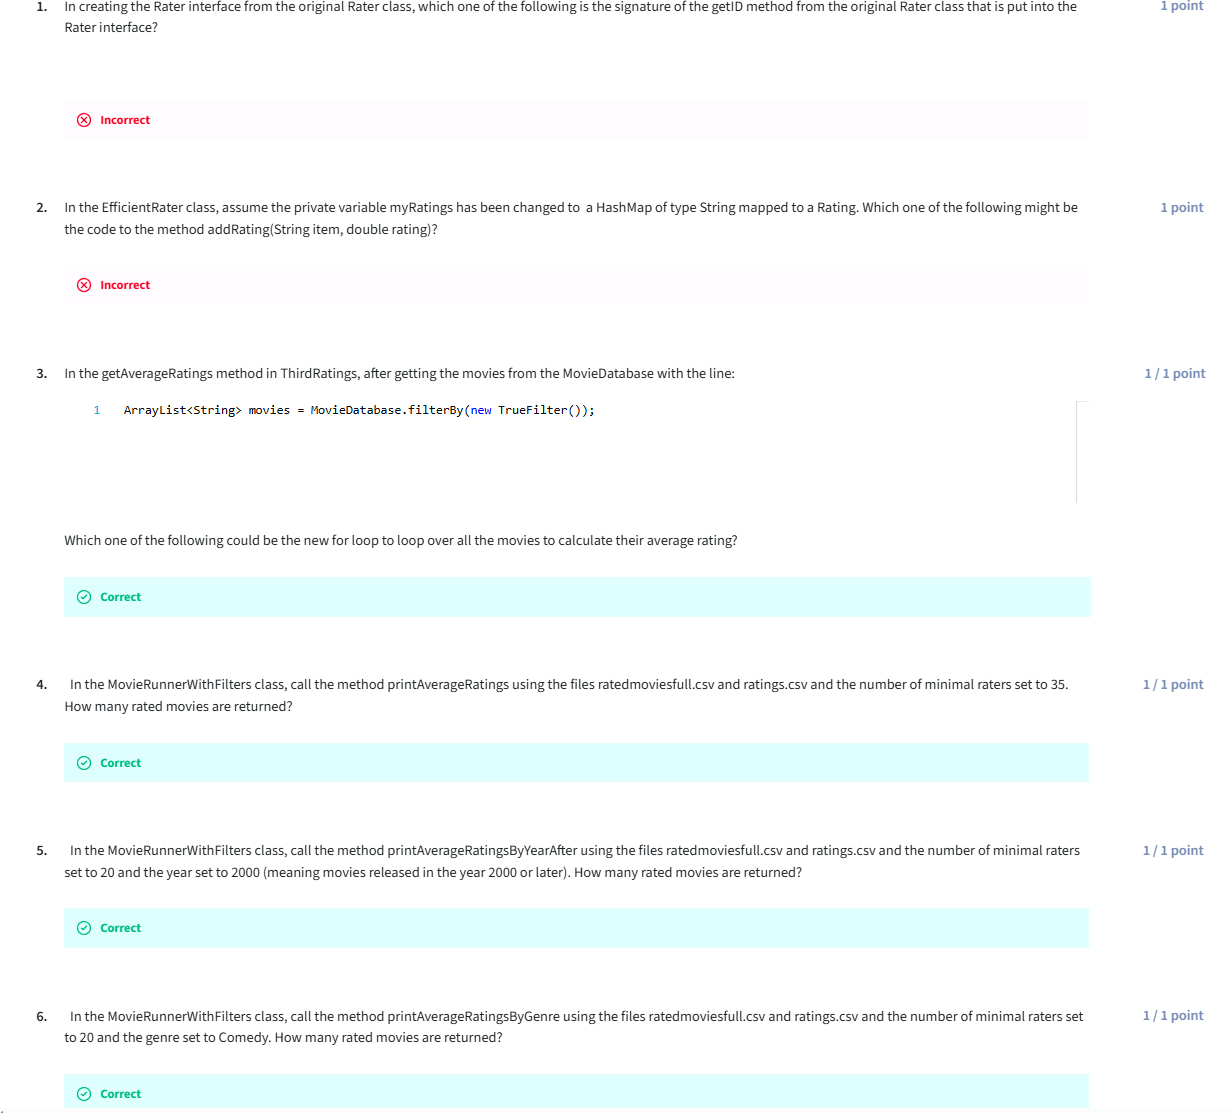 1. In creating the Rater interface from the original Rater class, which one of the following is the signature of the getID method from the original Rater class that is put into the 1 point
Rater interface?
Incorrect
2. In the EfficientRater class, assume the private variable myRatings has been changed to a HashMap of type String mapped to a Rating. Which one of the following might be 1 point
the code to the method addRating(String item, double rating)?
Incorrect
3. In the getAverageRatings method in ThirdRatings, after getting the movies from the MovieDatabase with the line: 1 / 1 point
1 ArrayList<String> movies = MovieDatabase.filterBy(new TrueFilter());
Which one of the following could be the new for loop to loop over all the movies to calculate their average rating?
Correct
4. In the MovieRunnerWithFilters class, call the method printAverageRatings using the files ratedmoviesfull.csv and ratings.csv and the number of minimal raters set to 35. 1 / 1 point
How many rated movies are returned?
Correct
5. In the MovieRunnerWithFilters class, call the method printAverageRatingsByYearAfter using the files ratedmoviesfull.csv and ratings.csv and the number of minimal raters 1 / 1 point
set to 20 and the year set to 2000 (meaning movies released in the year 2000 or later). How many rated movies are returned?
Correct
6. In the MovieRunnerWithFilters class, call the method printAverageRatingsByGenre using the files ratedmoviesfull.csv and ratings.csv and the number of minimal raters set 1 / 1 point
to 20 and the genre set to Comedy. How many rated movies are returned?
Correct